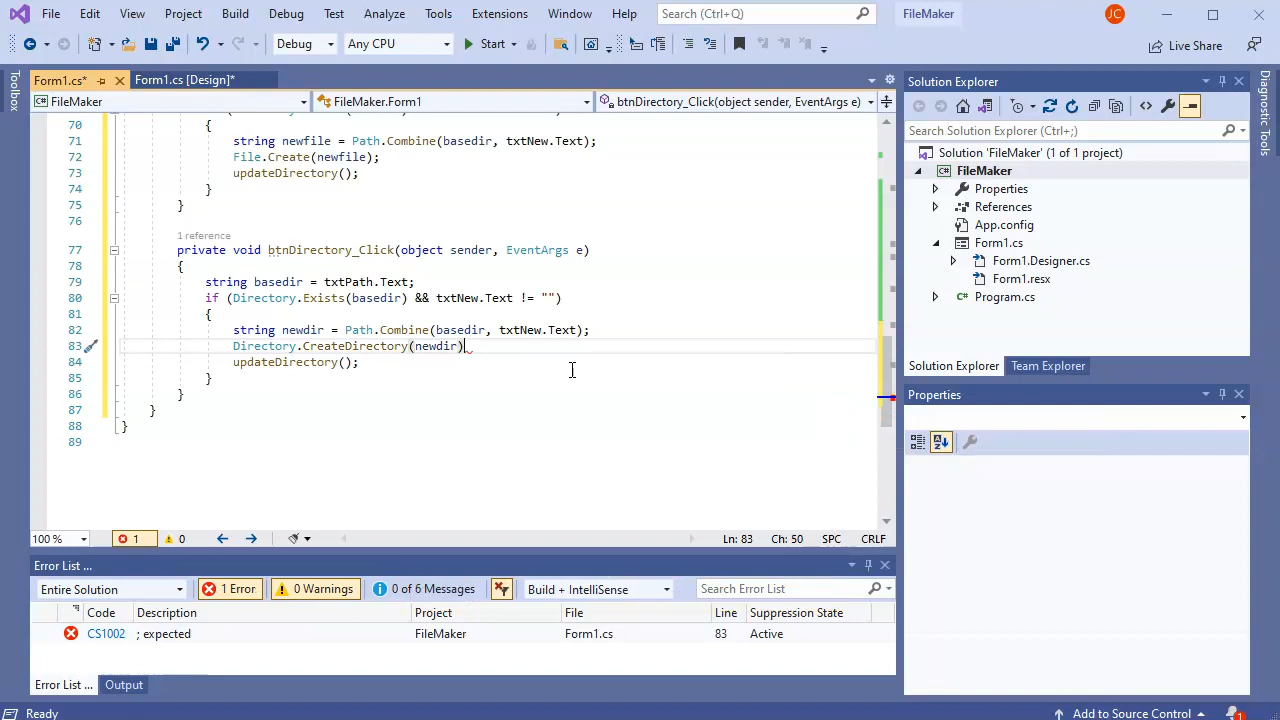 File Edit View Project Build Debug Test Analyze Tools Extensions Window Help Search (Ctrl+Q) FileMaker JC
Debug Any CPU Start Live Share
Toolbox
Form1.cs* Form1.cs [Design]*
FileMaker FileMaker.Form1 btnDirectory_Click(object sender, EventArgs e)
70 {
71 string newfile = Path.Combine(basedir, txtNew.Text);
72 File.Create(newfile);
73 updateDirectory();
74 }
75 }
76
1 reference
77 private void btnDirectory_Click(object sender, EventArgs e)
78 {
79 string basedir = txtPath.Text;
80 if (Directory.Exists(basedir) && txtNew.Text != "")
81 {
82 string newdir = Path.Combine(basedir, txtNew.Text);
83 Directory.CreateDirectory(newdir)
84 updateDirectory();
85 }
86 }
87 }
88 }
89
100 % 1 0 Ln: 83 Ch: 50 SPC CRLF
Error List ...
Entire Solution 1 Error 0 Warnings 0 of 6 Messages Build + IntelliSense Search Error List
Code Description Project File Line Suppression State
CS1002 ; expected FileMaker Form1.cs 83 Active
Error List ... Output
Solution Explorer
Search Solution Explorer (Ctrl+;)
Solution 'FileMaker' (1 of 1 project)
FileMaker
Properties
References
App.config
Form1.cs
Form1.Designer.cs
Form1.resx
Program.cs
Solution Explorer Team Explorer
Properties
Diagnostic Tools
Ready Add to Source Control 1